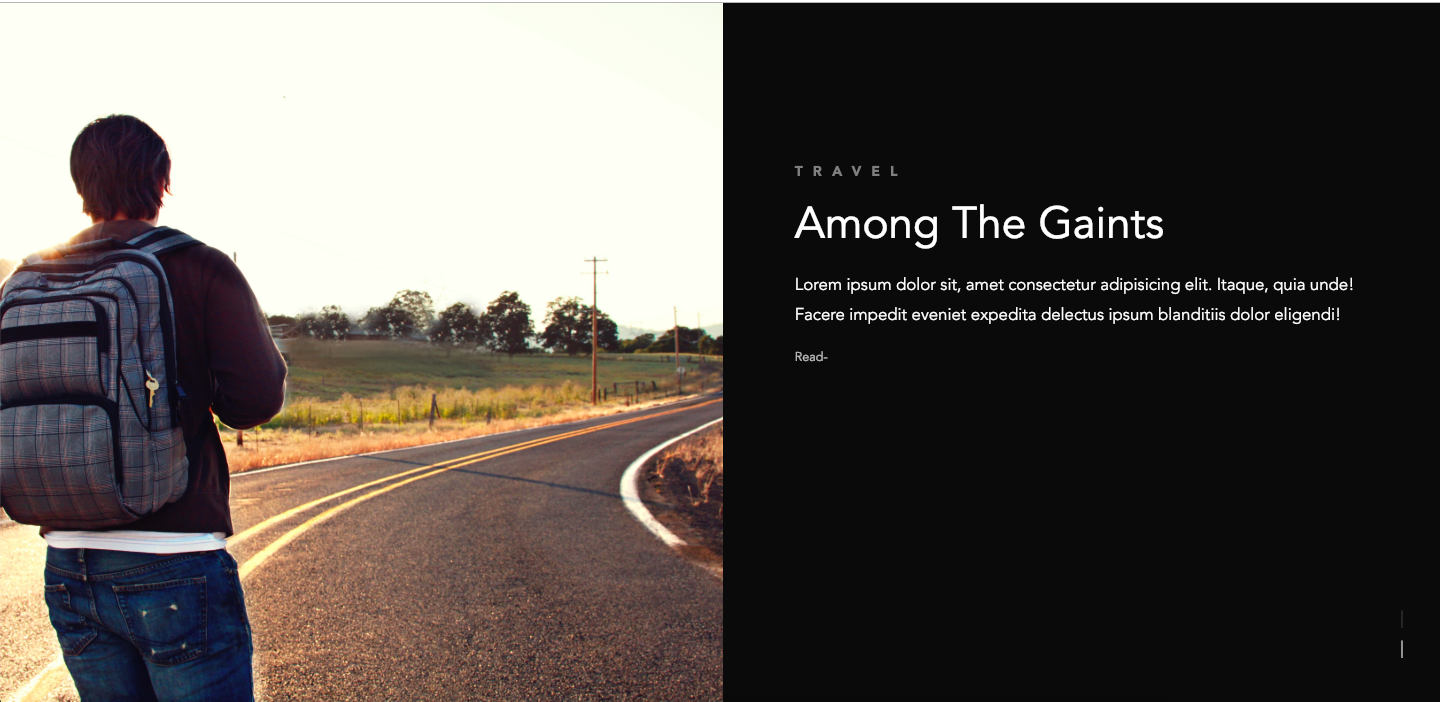 TRAVEL
Among The Gaints
Lorem ipsum dolor sit, amet consectetur adipisicing elit. Itaque, quia unde!
Facere impedit eveniet expedita delectus ipsum blanditiis dolor eligendi!
Read-